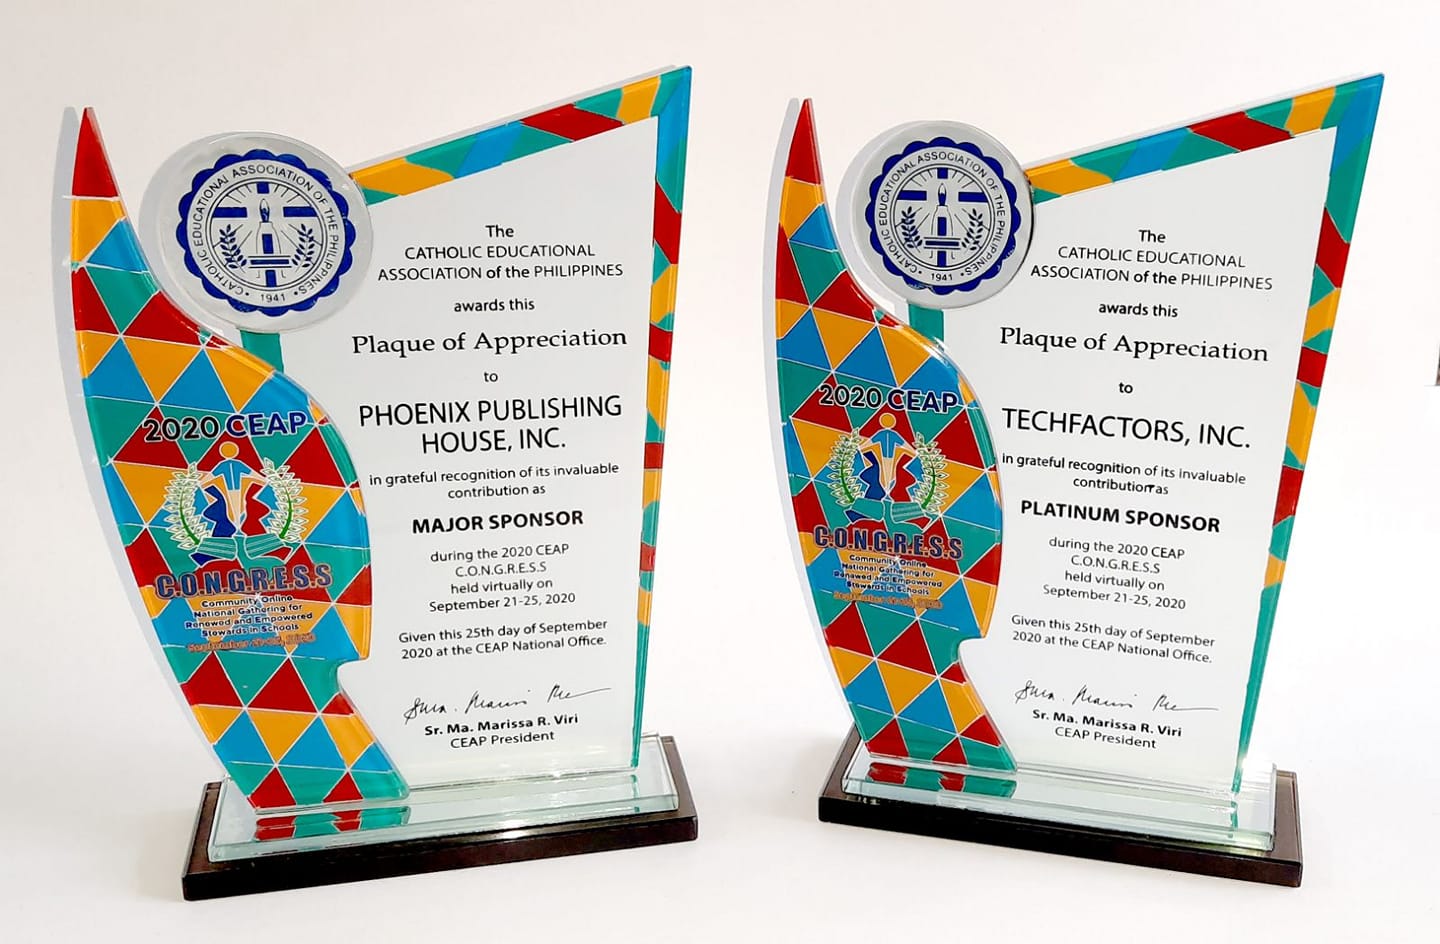 CATHOLIC EDUCATIONAL ASSOCIATION OF THE PHILIPPINES
• 1941 •
2020 CEAP
C.O.N.G.R.E.S.S
Community Online
National Gathering for
Renewed and Empowered
Stewards in Schools
The
CATHOLIC EDUCATIONAL
ASSOCIATION of the PHILIPPINES
awards this
Plaque of Appreciation
to
PHOENIX PUBLISHING
HOUSE, INC.
in grateful recognition of its invaluable
contribution as
MAJOR SPONSOR
during the 2020 CEAP
C.O.N.G.R.E.S.S
held virtually on
September 21-25, 2020
Given this 25th day of September
2020 at the CEAP National Office.
Sr. Ma. Marissa R. Viri
CEAP President
CATHOLIC EDUCATIONAL ASSOCIATION OF THE PHILIPPINES
• 1941 •
2020 CEAP
C.O.N.G.R.E.S.S
Community Online
National Gathering for
Renewed and Empowered
Stewards in Schools
The
CATHOLIC EDUCATIONAL
ASSOCIATION of the PHILIPPINES
awards this
Plaque of Appreciation
to
TECHFACTORS, INC.
in grateful recognition of its invaluable
contribution as
PLATINUM SPONSOR
during the 2020 CEAP
C.O.N.G.R.E.S.S
held virtually on
September 21-25, 2020
Given this 25th day of September
2020 at the CEAP National Office.
Sr. Ma. Marissa R. Viri
CEAP President